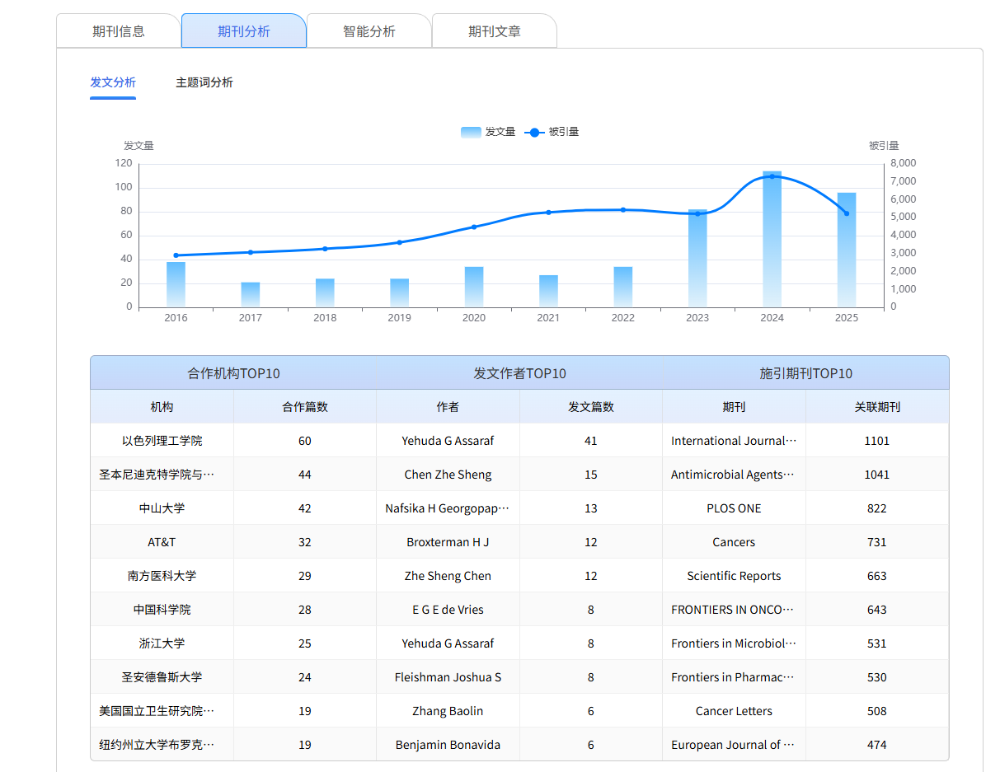 期刊信息 期刊分析 智能分析 期刊文章
发文分析 主题词分析
发文量 被引量
发文量 被引量
120 8,000
100 7,000
80 6,000
60 5,000
40 4,000
20 3,000
0 2,000
1,000
0
2016 2017 2018 2019 2020 2021 2022 2023 2024 2025
合作机构TOP10 发文作者TOP10 施引期刊TOP10
机构 合作篇数 作者 发文篇数 期刊 关联期刊
以色列理工学院 60 Yehuda G Assaraf 41 International Journal··· 1101
圣本尼迪克特学院与··· 44 Chen Zhe Sheng 15 Antimicrobial Agents··· 1041
中山大学 42 Nafsika H Georgopap··· 13 PLOS ONE 822
AT&T 32 Broxterman H J 12 Cancers 731
南方医科大学 29 Zhe Sheng Chen 12 Scientific Reports 663
中国科学院 28 E G E de Vries 8 FRONTIERS IN ONCO··· 643
浙江大学 25 Yehuda G Assaraf 8 Frontiers in Microbiol··· 531
圣安德鲁斯大学 24 Fleishman Joshua S 8 Frontiers in Pharmac··· 530
美国国立卫生研究院··· 19 Zhang Baolin 6 Cancer Letters 508
纽约州立大学布罗克··· 19 Benjamin Bonavida 6 European Journal of ··· 474